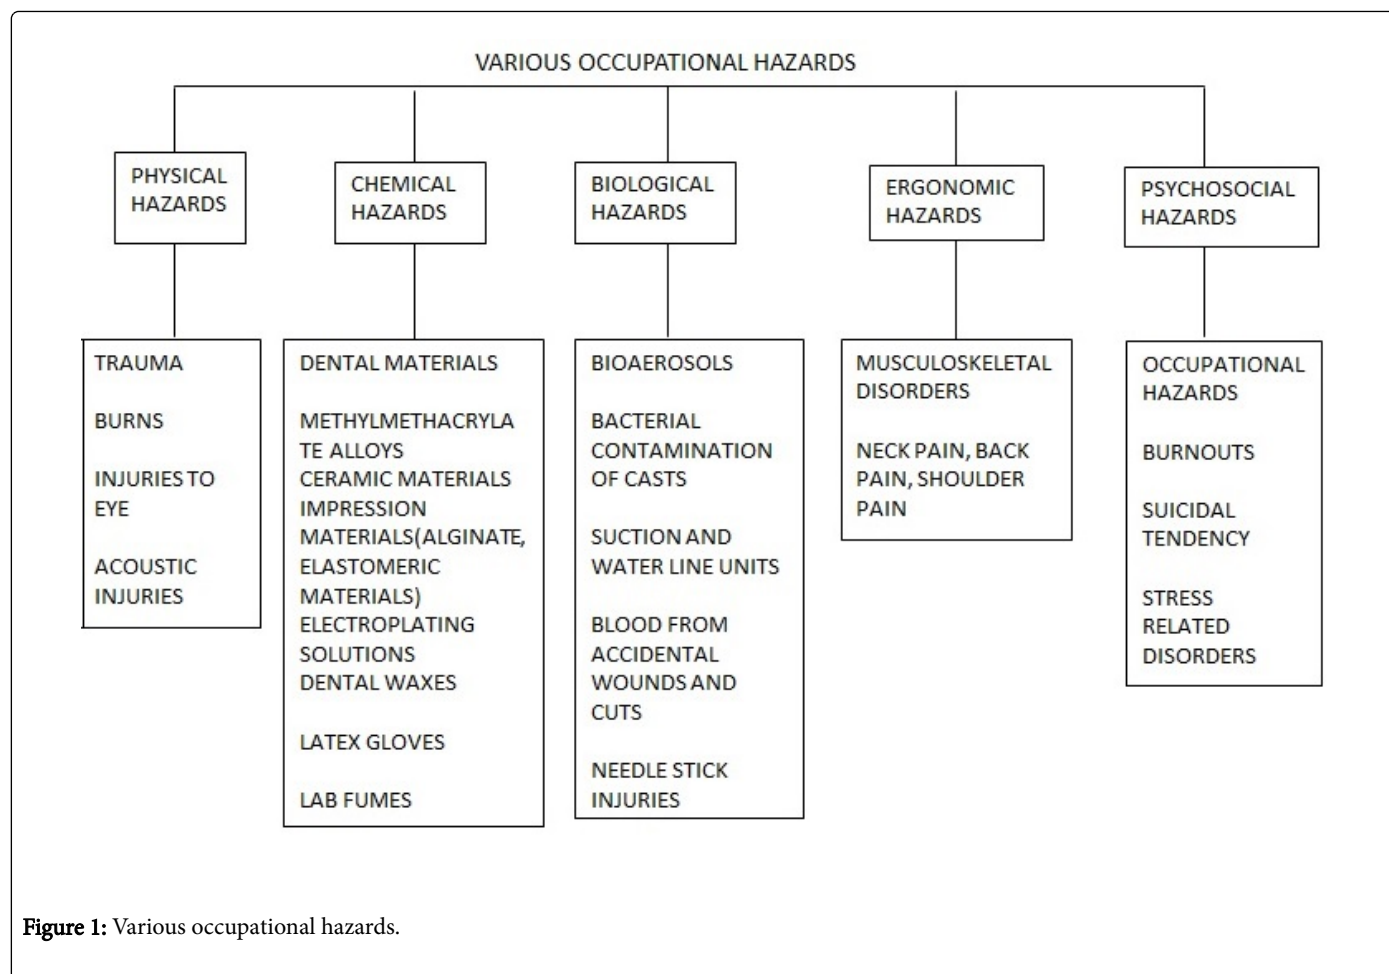 VARIOUS OCCUPATIONAL HAZARDS
PHYSICAL
HAZARDS
CHEMICAL
HAZARDS
BIOLOGICAL
HAZARDS
ERGONOMIC
HAZARDS
PSYCHOSOCIAL
HAZARDS
TRAUMA
BURNS
INJURIES TO
EYE
ACOUSTIC
INJURIES
DENTAL MATERIALS
METHYLMETHACRYLA
TE ALLOYS
CERAMIC MATERIALS
IMPRESSION
MATERIALS(ALGINATE,
ELASTOMERIC
MATERIALS)
ELECTROPLATING
SOLUTIONS
DENTAL WAXES
LATEX GLOVES
LAB FUMES
BIOAEROSOLS
BACTERIAL
CONTAMINATION
OF CASTS
SUCTION AND
WATER LINE UNITS
BLOOD FROM
ACCIDENTAL
WOUNDS AND
CUTS
NEEDLE STICK
INJURIES
MUSCULOSKELETAL
DISORDERS
NECK PAIN, BACK
PAIN, SHOULDER
PAIN
OCCUPATIONAL
HAZARDS
BURNOUTS
SUICIDAL
TENDENCY
STRESS
RELATED
DISORDERS
Figure 1: Various occupational hazards.